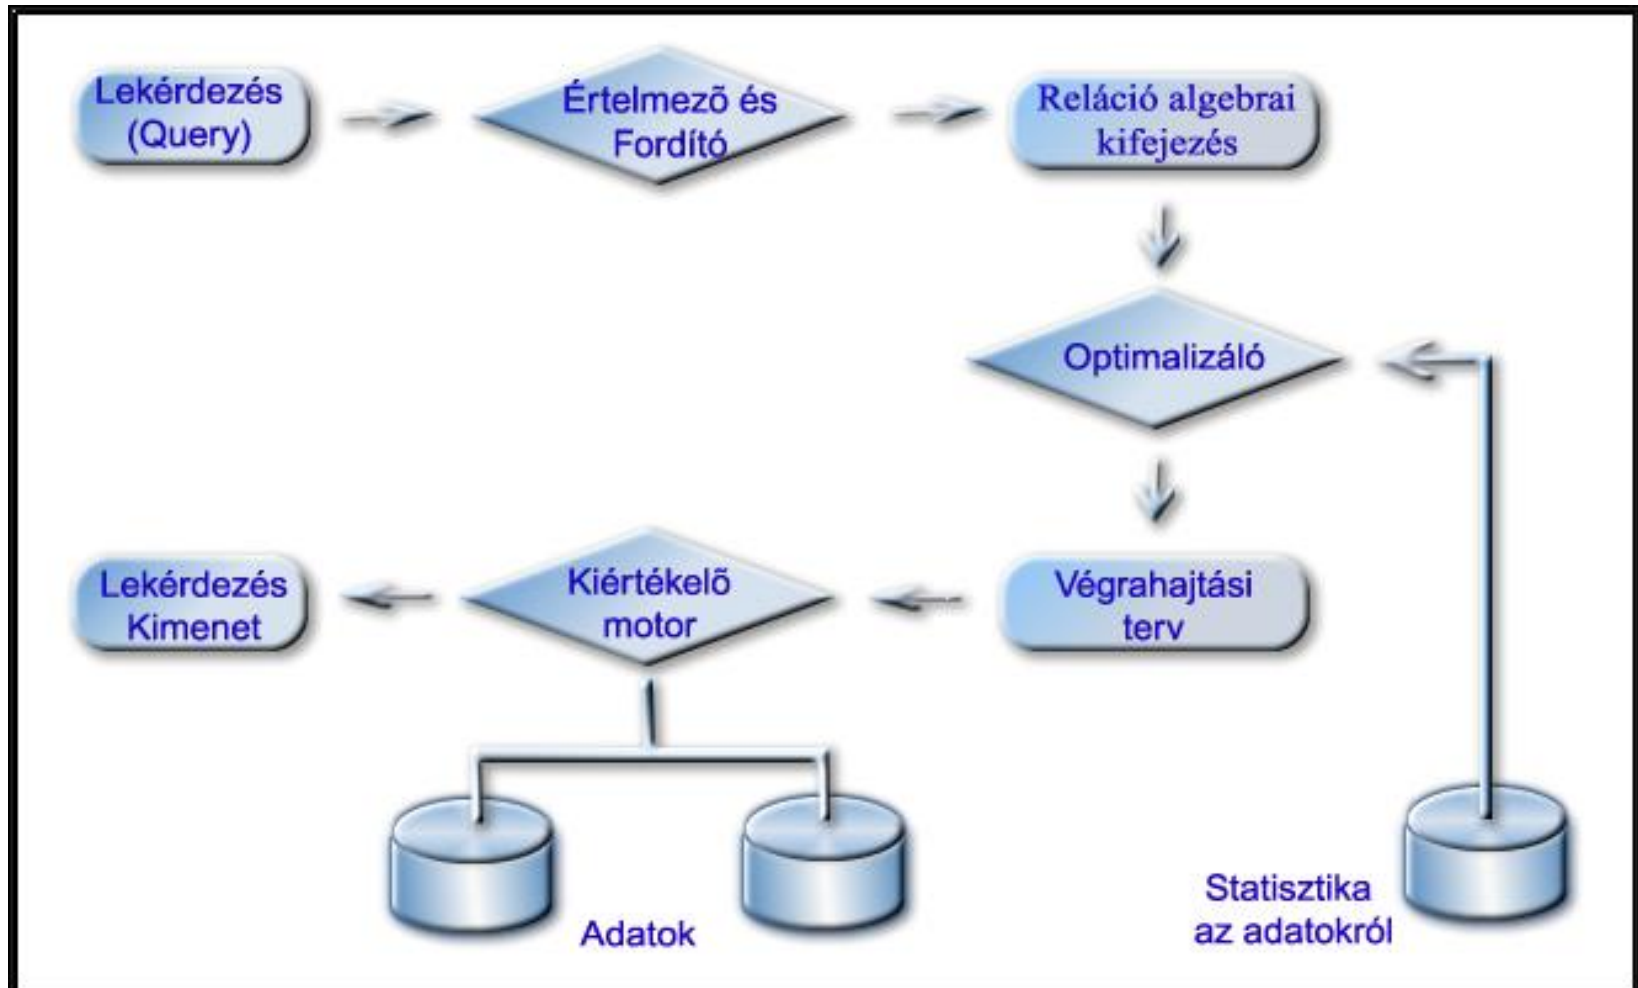 Lekérdezés
(Query)
Értelmezõ és
Fordító
Reláció algebrai
kifejezés
Optimalizáló
Végrahajtási
terv
Kiértékelõ
motor
Lekérdezés
Kimenet
Adatok
Statisztika
az adatokról